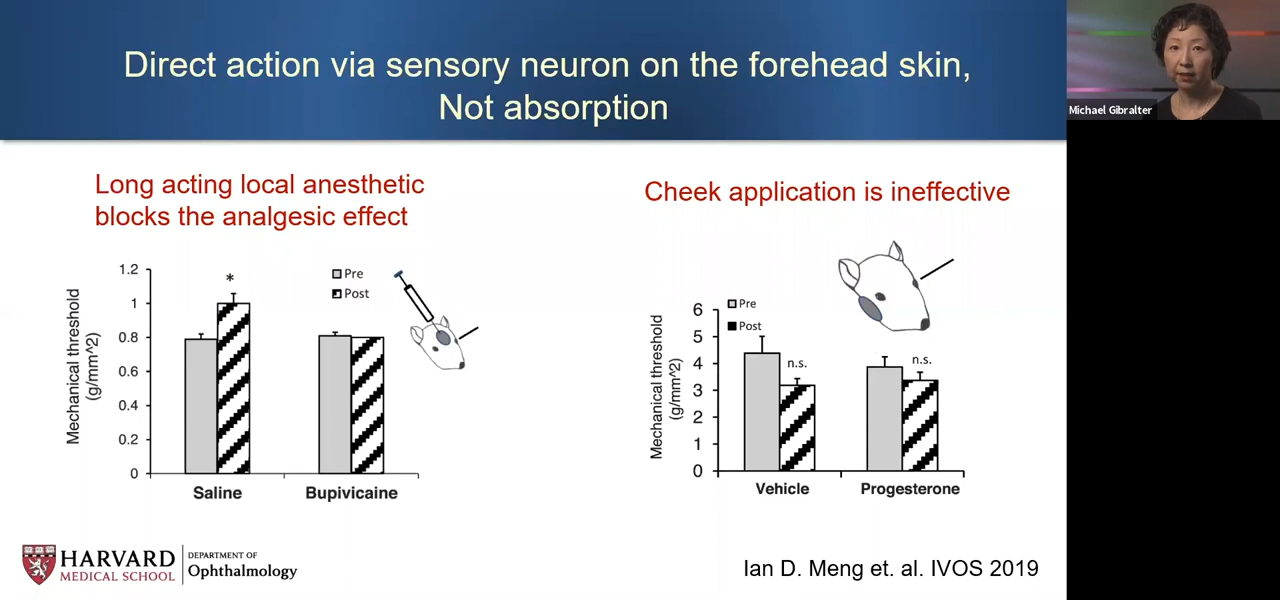 Direct action via sensory neuron on the forehead skin,
Not absorption
Michael Gibralter
Long acting local anesthetic
blocks the analgesic effect
Mechanical threshold
(g/mm^2)
1.2
1
0.8
0.6
0.4
0.2
0
*
Pre
Post
Saline
Bupivicaine
Cheek application is ineffective
Mechanical threshold
(g/mm^2)
6
5
4
3
2
1
0
Pre
Post
n.s.
n.s.
Vehicle
Progesterone
HARVARD
MEDICAL SCHOOL
DEPARTMENT OF
Ophthalmology
Ian D. Meng et. al. IVOS 2019